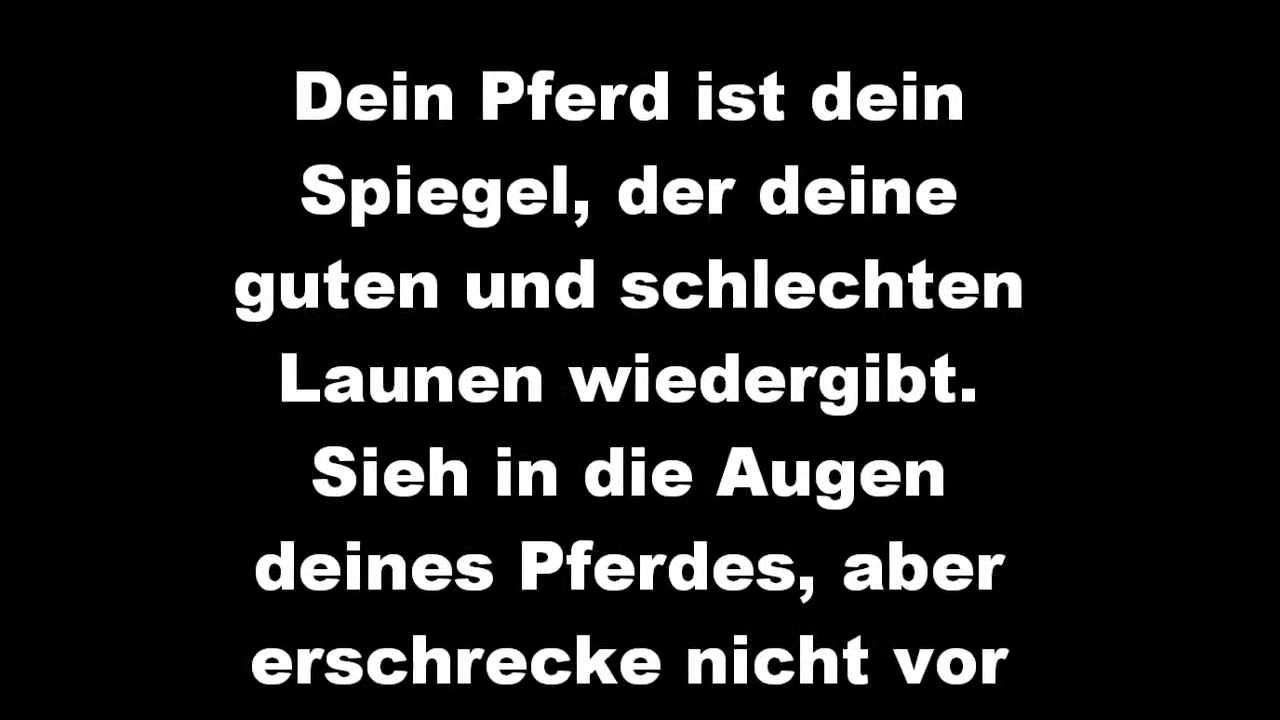 Dein Pferd ist dein
Spiegel, der deine
guten und schlechten
Launen wiedergibt.
Sieh in die Augen
deines Pferdes, aber
erschrecke nicht vor